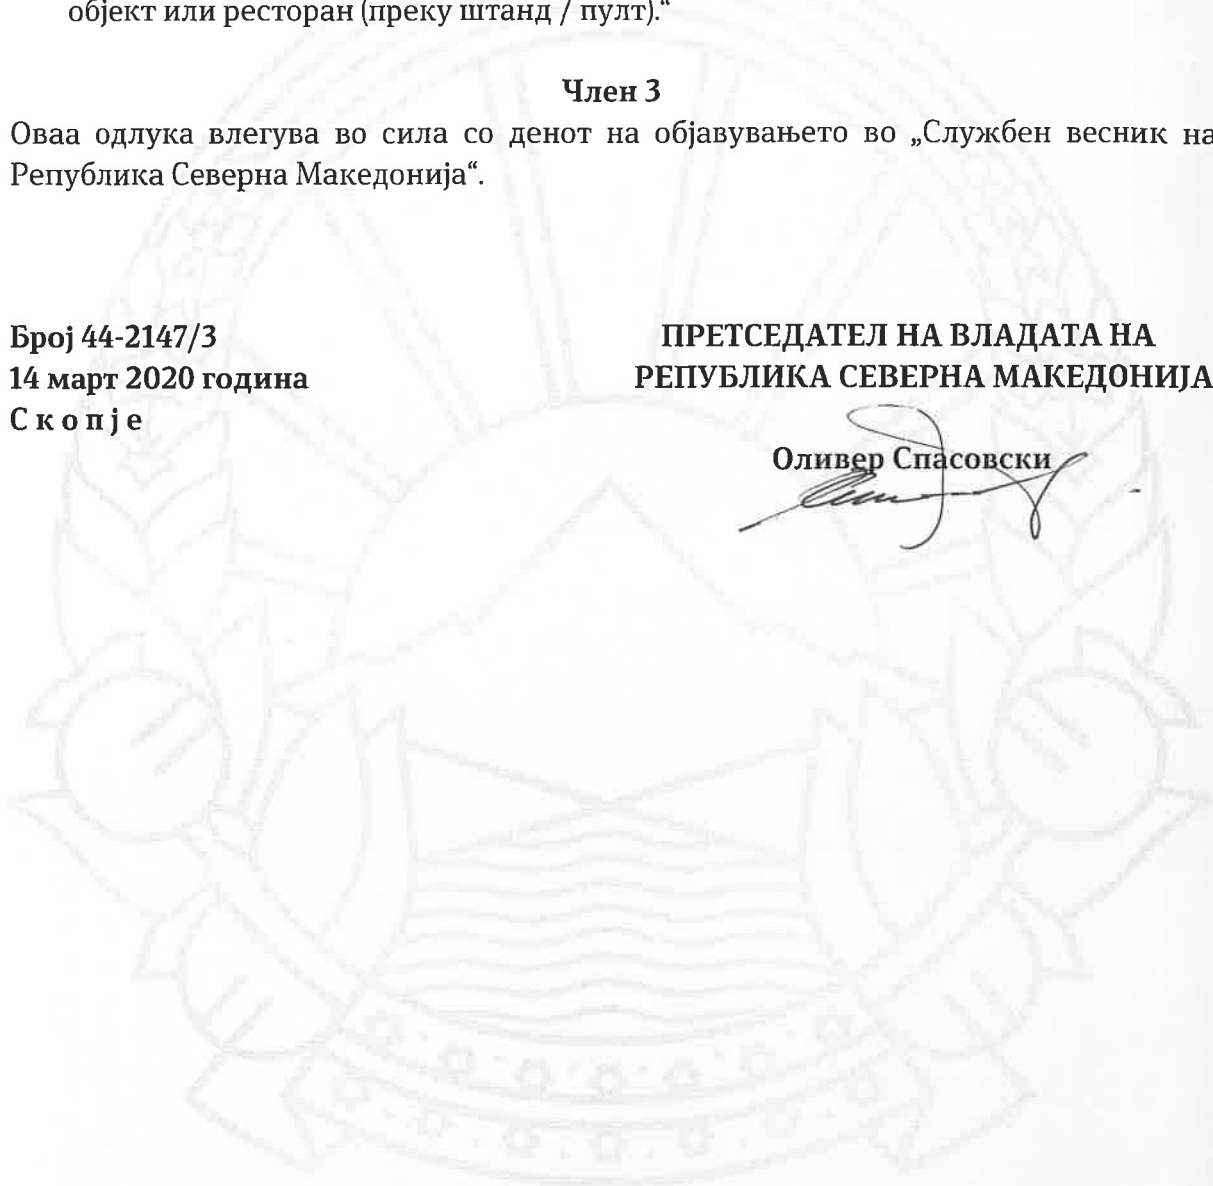 објект или ресторан (преку штанд / пулт).“
Член 3
Оваа одлука влегува во сила со денот на објавувањето во „Службен весник на
Република Северна Македонија“.
Број 44-2147/3
14 март 2020 година
С к о п ј е
ПРЕТСЕДАТЕЛ НА ВЛАДАТА НА
РЕПУБЛИКА СЕВЕРНА МАКЕДОНИЈА
Оливер Спасовски